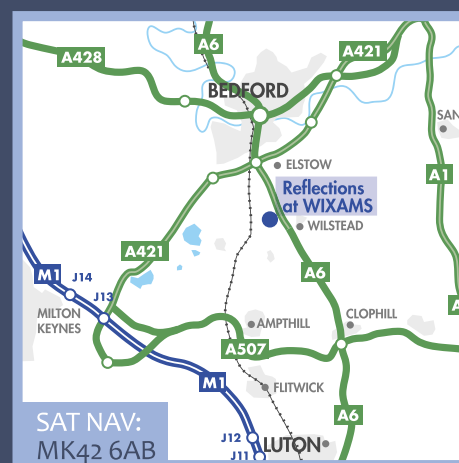 A6
A421
A428
BEDFORD
SAN
ELSTOW
A1
Reflections
at WIXAMS
WILSTEAD
A421
A6
M1
J14
J13
MILTON
KEYNES
CLOPHILL
A
AMPTHILL
A507
M1
FLITWICK
A6
SAT NAV:
MK42 6AB
J12
LUTON
J11